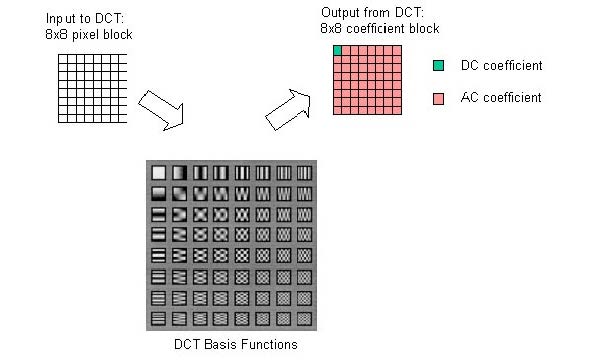 Input to DCT:
8x8 pixel block
Output from DCT:
8x8 coefficient block
DC coefficient
AC coefficient
DCT Basis Functions